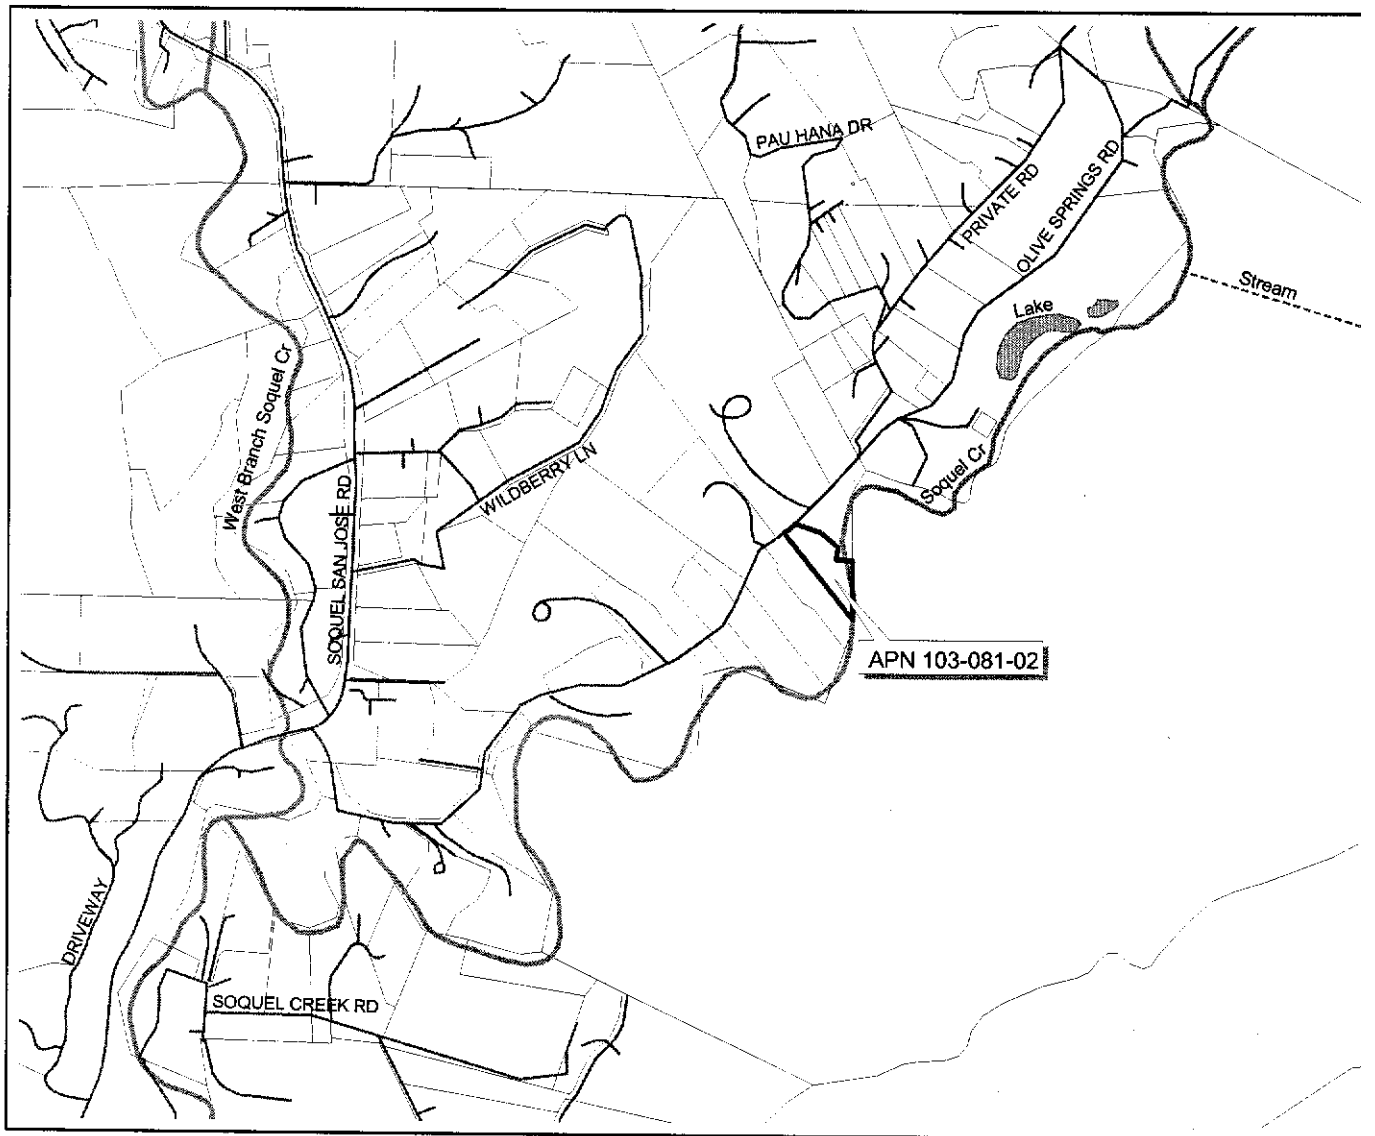 PAU HANA DR
PRIVATE RD
OLIVE SPRINGS RD
Stream
Lake
West Branch Soquel Cr
Soquel Cr
WILDBERRY LN
SOQUEL SAN JOSE RD
APN 103-081-02
DRIVEWAY
SOQUEL CREEK RD